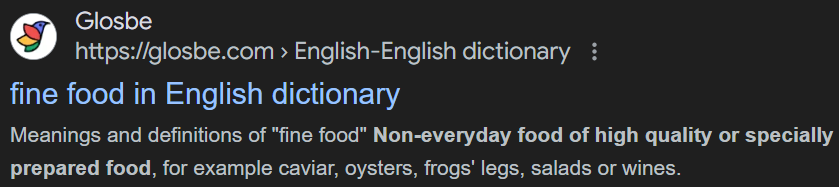 Glosbe
https://glosbe.com › English-English dictionary
fine food in English dictionary
Meanings and definitions of "fine food" Non-everyday food of high quality or specially
prepared food, for example caviar, oysters, frogs' legs, salads or wines.